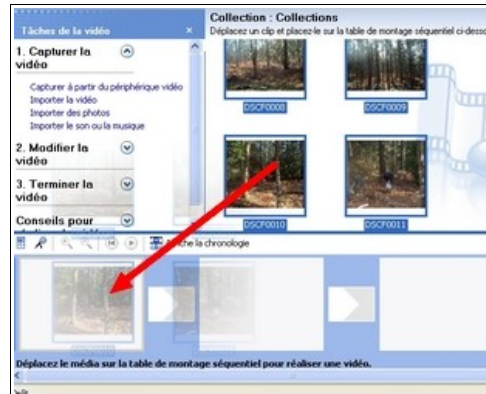 Tâches de la vidéo
1. Capturer la
vidéo
Capturer à partir du périphérique vidéo
Importer la vidéo
Importer des photos
Importer le son ou la musique
2. Modifier la
vidéo
3. Terminer la
vidéo
Conseils pour
Collection : Collections
Déplacez un clip et placez-le sur la table de montage séquentiel
DSCF0008
DSCF0009
DSCF0010
DSCF0011
la chronologie
Déplacez le média sur la table de montage séquentiel pour réaliser une vidéo.